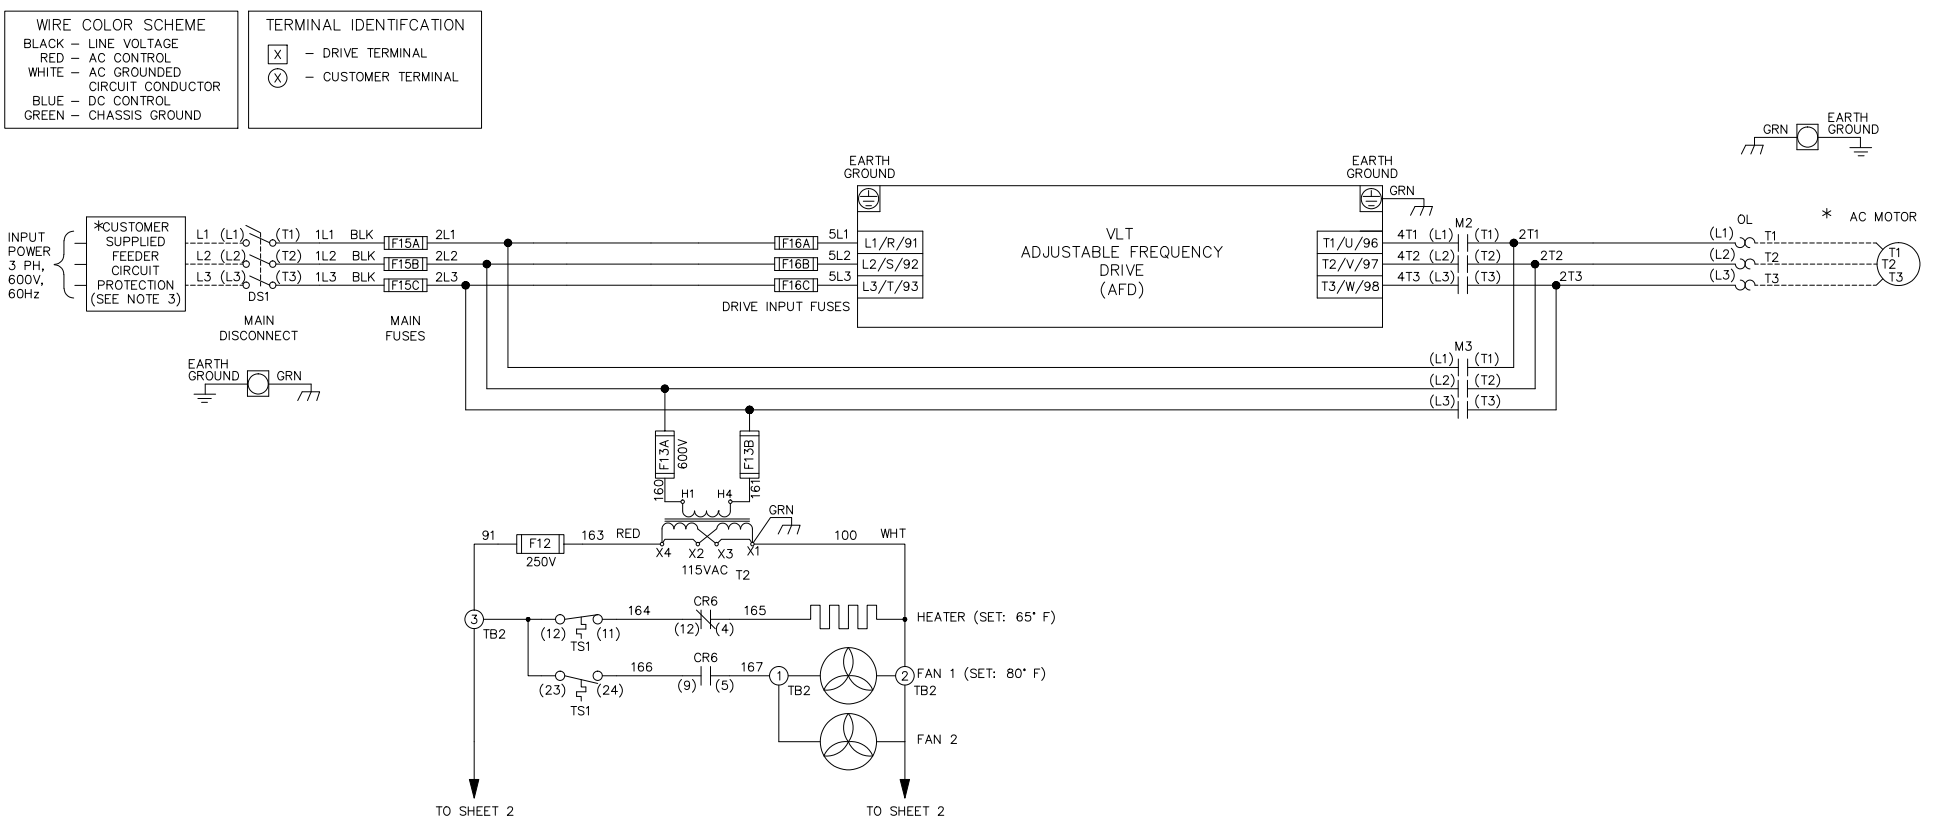 WIRE COLOR SCHEME
BLACK – LINE VOLTAGE
RED – AC CONTROL
WHITE – AC GROUNDED
CIRCUIT CONDUCTOR
BLUE – DC CONTROL
GREEN – CHASSIS GROUND
TERMINAL IDENTIFCATION
X – DRIVE TERMINAL
X – CUSTOMER TERMINAL
INPUT
POWER
3 PH,
600V,
60Hz
*CUSTOMER
SUPPLIED
FEEDER
CIRCUIT
PROTECTION
(SEE NOTE 3)
L1 (L1) (T1) 1L1 BLK F15A 2L1
L2 (L2) (T2) 1L2 BLK F15B 2L2
L3 (L3) (T3) 1L3 BLK F15C 2L3
DS1
MAIN
DISCONNECT
MAIN
FUSES
EARTH
GROUND
GRN
F16A 5L1 L1/R/91
F16B 5L2 L2/S/92
F16C 5L3 L3/T/93
DRIVE INPUT FUSES
EARTH
GROUND
VLT
ADJUSTABLE FREQUENCY
DRIVE
(AFD)
EARTH
GROUND
GRN
M2
T1/U/96 4T1 (L1) (T1) 2T1
T2/V/97 4T2 (L2) (T2) 2T2
T3/W/98 4T3 (L3) (T3) 2T3
M3
(L1) (T1)
(L2) (T2)
(L3) (T3)
GRN
EARTH
GROUND
OL
* AC MOTOR
(L1) T1
(L2) T2
(L3) T3
T1
T2
T3
F13A
600V
F13B
160
161
H1 H4
GRN
91 F12 163 RED
250V
X4 X2 X3 X1
100 WHT
115VAC T2
3
TB2
(12) (11)
TS1
164
CR6
(12) (4)
165
HEATER (SET: 65° F)
(23) (24)
TS1
166
CR6
(9) (5)
167
1
TB2
2
TB2
FAN 1 (SET: 80° F)
FAN 2
TO SHEET 2
TO SHEET 2